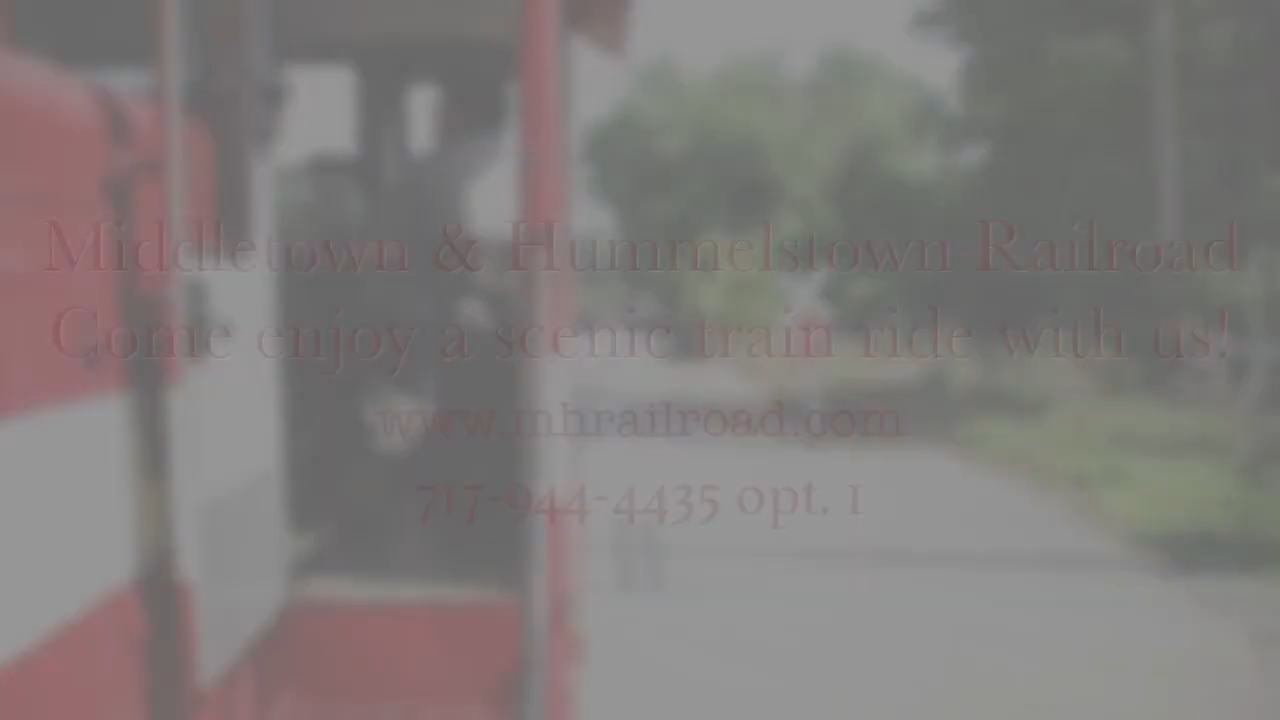 Middletown & Hummelstown Railroad
Come enjoy a scenic train ride with us!
www.mhrailroad.com
717-944-4435 opt. 1